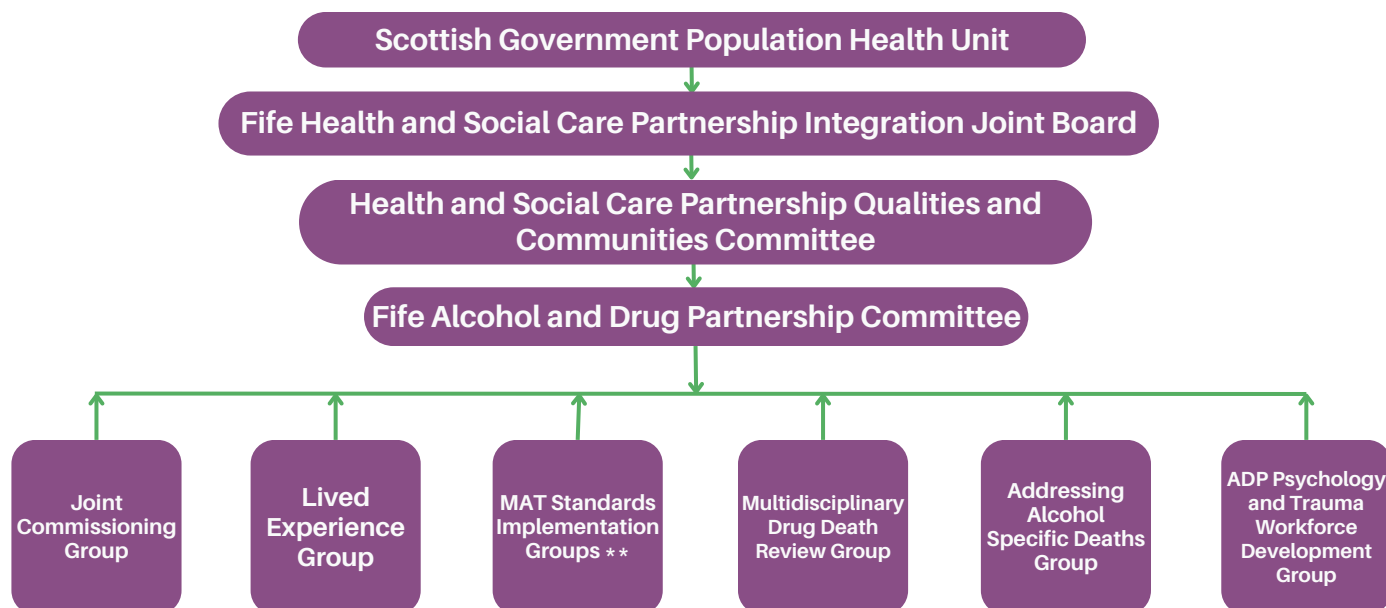 Scottish Government Population Health Unit
Fife Health and Social Care Partnership Integration Joint Board
Health and Social Care Partnership Qualities and
Communities Committee
Fife Alcohol and Drug Partnership Committee
Joint
Commissioning
Group
Lived
Experience
Group
MAT Standards
Implementation
Groups **
Multidisciplinary
Drug Death
Review Group
Addressing
Alcohol
Specific Deaths
Group
ADP Psychology
and Trauma
Workforce
Development
Group